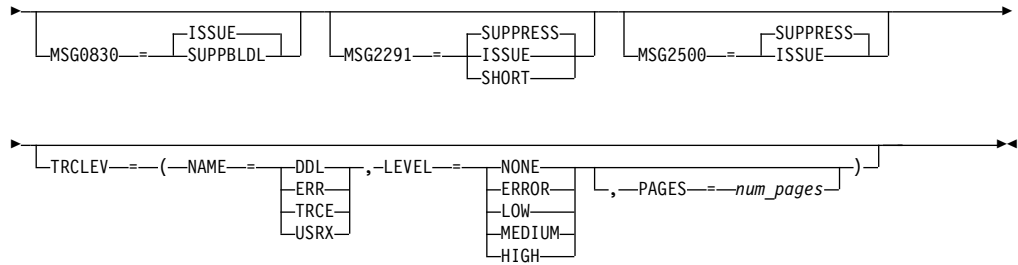 ISSUE SUPPRESS SUPPRESS
MSG0830 = SUPPBLDL MSG2291 = ISSUE MSG2500 = ISSUE
SHORT
TRCLEV = ( NAME = DDL , LEVEL = NONE )
ERR ERROR , PAGES = num_pages
TRCE LOW
USRX MEDIUM
HIGH